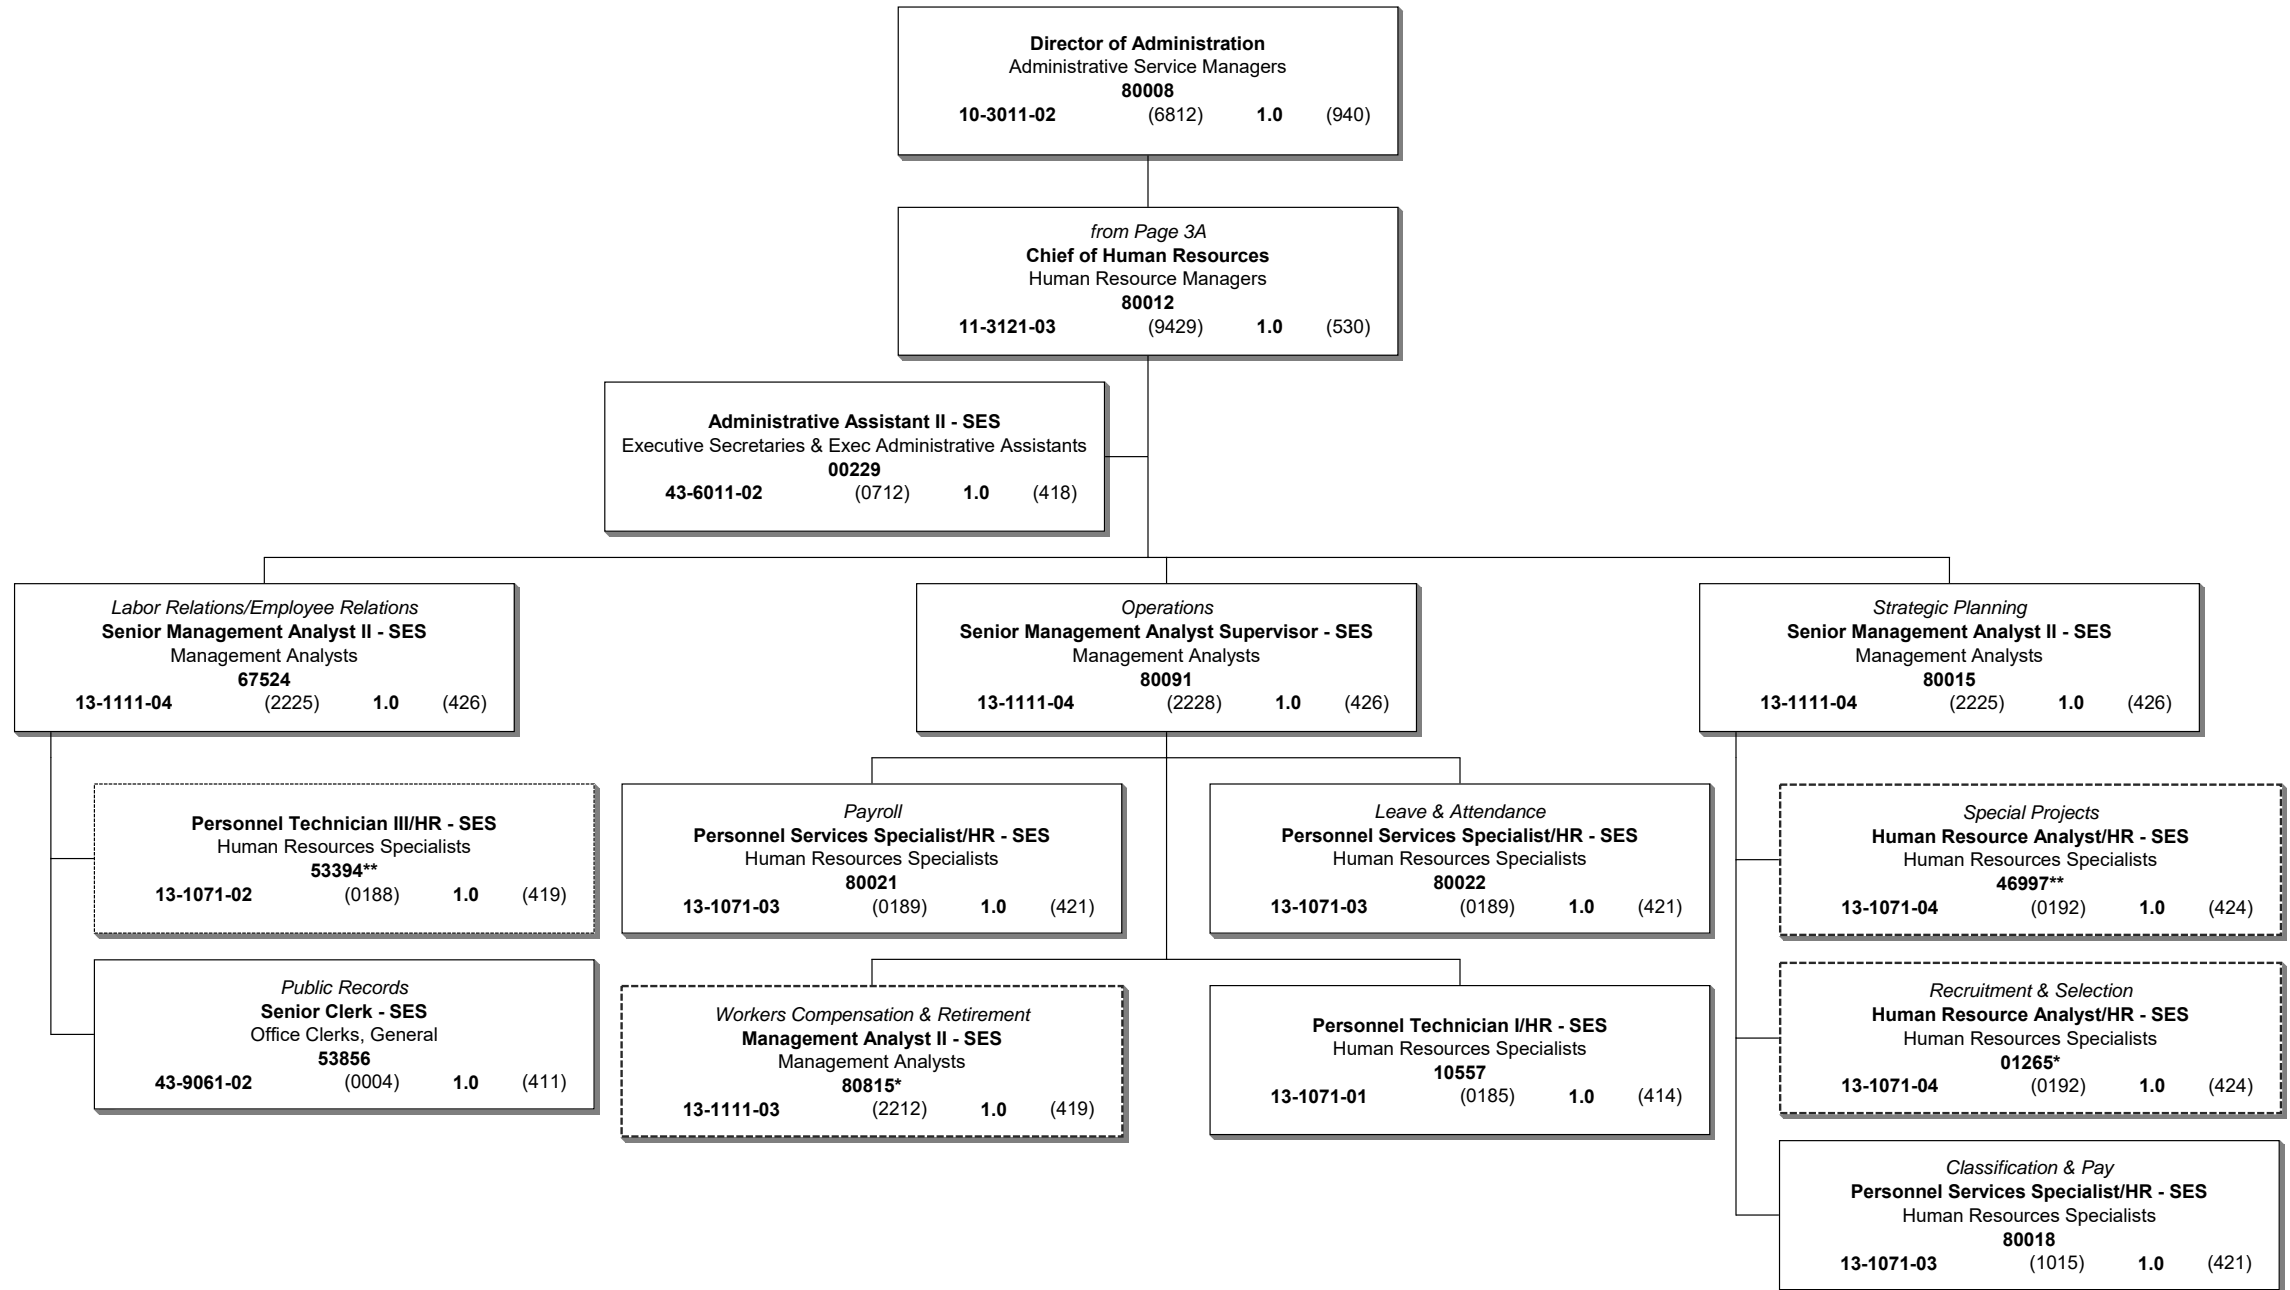 Director of Administration
Administrative Service Managers
80008
10-3011-02 (6812) 1.0 (940)
from Page 3A
Chief of Human Resources
Human Resource Managers
80012
11-3121-03 (9429) 1.0 (530)
Administrative Assistant II - SES
Executive Secretaries & Exec Administrative Assistants
00229
43-6011-02 (0712) 1.0 (418)
Labor Relations/Employee Relations
Senior Management Analyst II - SES
Management Analysts
67524
13-1111-04 (2225) 1.0 (426)
Operations
Senior Management Analyst Supervisor - SES
Management Analysts
80091
13-1111-04 (2228) 1.0 (426)
Strategic Planning
Senior Management Analyst II - SES
Management Analysts
80015
13-1111-04 (2225) 1.0 (426)
Personnel Technician III/HR - SES
Human Resources Specialists
53394**
13-1071-02 (0188) 1.0 (419)
Payroll
Personnel Services Specialist/HR - SES
Human Resources Specialists
80021
13-1071-03 (0189) 1.0 (421)
Leave & Attendance
Personnel Services Specialist/HR - SES
Human Resources Specialists
80022
13-1071-03 (0189) 1.0 (421)
Special Projects
Human Resource Analyst/HR - SES
Human Resources Specialists
46997**
13-1071-04 (0192) 1.0 (424)
Public Records
Senior Clerk - SES
Office Clerks, General
53856
43-9061-02 (0004) 1.0 (411)
Workers Compensation & Retirement
Management Analyst II - SES
Management Analysts
80815*
13-1111-03 (2212) 1.0 (419)
Personnel Technician I/HR - SES
Human Resources Specialists
10557
13-1071-01 (0185) 1.0 (414)
Recruitment & Selection
Human Resource Analyst/HR - SES
Human Resources Specialists
01265*
13-1071-04 (0192) 1.0 (424)
Classification & Pay
Personnel Services Specialist/HR - SES
Human Resources Specialists
80018
13-1071-03 (1015) 1.0 (421)